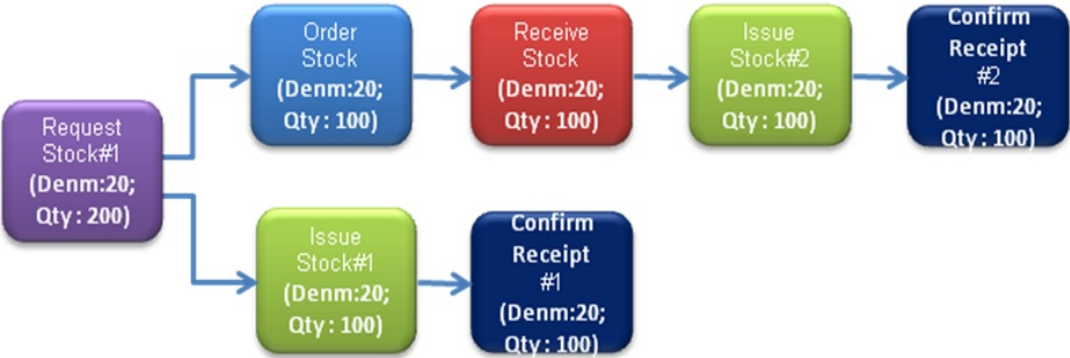 Request
Stock#1
(Denm:20;
Qty : 200)
Order
Stock
(Denm:20;
Qty : 100)
Receive
Stock
(Denm:20;
Qty : 100)
Issue
Stock#2
(Denm:20;
Qty : 100)
Confirm
Receipt
#2
(Denm:20;
Qty : 100)
Issue
Stock#1
(Denm:20;
Qty : 100)
Confirm
Receipt
#1
(Denm:20;
Qty : 100)